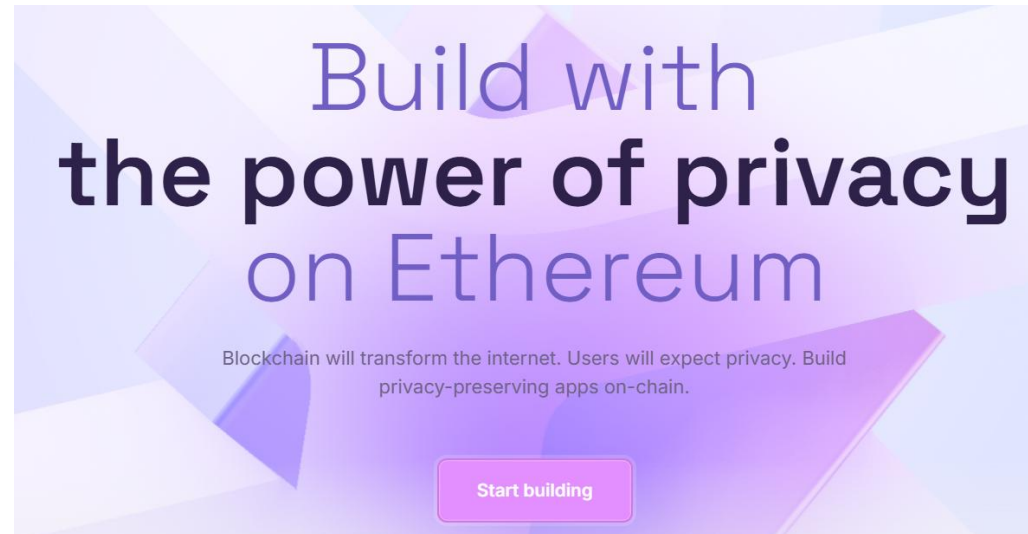 Build with
the power of privacy
on Ethereum
Blockchain will transform the internet. Users will expect privacy. Build
privacy-preserving apps on-chain.
Start building